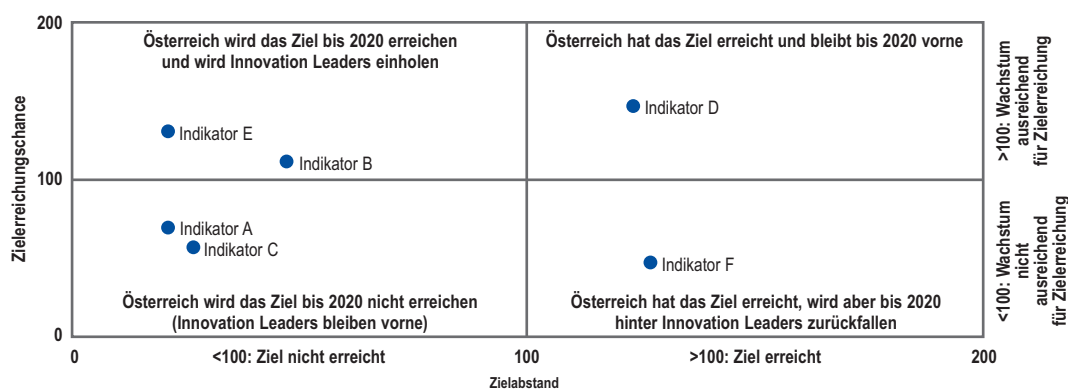 200
Österreich wird das Ziel bis 2020 erreichen
und wird Innovation Leaders einholen
Österreich hat das Ziel erreicht und bleibt bis 2020 vorne
Indikator D
Indikator E
Indikator B
>100: Wachstum
ausreichend
für Zielerreichung
Zielerreichungschance
100
Indikator A
Indikator C
Indikator F
<100: Wachstum
nicht
ausreichend
für Zielerreichung
Österreich wird das Ziel bis 2020 nicht erreichen
(Innovation Leaders bleiben vorne)
Österreich hat das Ziel erreicht, wird aber bis 2020
hinter Innovation Leaders zurückfallen
0
0
<100: Ziel nicht erreicht
100
>100: Ziel erreicht
200
Zielabstand